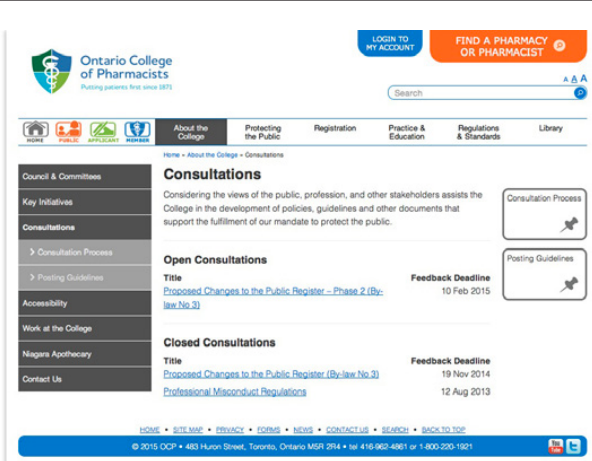 LOGIN TO
MY ACCOUNT
FIND A PHARMACY
OR PHARMACIST
Ontario College
of Pharmacists
Putting patients first since 1871
A A A
Search
HOME
PUBLIC
APPLICANT
MEMBER
About the
College
Protecting
the Public
Registration
Practice &
Education
Regulations
& Standards
Library
Home » About the College » Consultations
Council & Committees
Key Initiatives
Consultations
> Consultation Process
> Posting Guidelines
Accessibility
Work at the College
Niagara Apothecary
Contact Us
Consultations
Considering the views of the public, profession, and other stakeholders assists the
College in the development of policies, guidelines and other documents that
support the fulfillment of our mandate to protect the public.
Open Consultations
Title Feedback Deadline
Proposed Changes to the Public Register – Phase 2 (By- 10 Feb 2015
law No 3)
Closed Consultations
Title Feedback Deadline
Proposed Changes to the Public Register (By-law No 3) 19 Nov 2014
Professional Misconduct Regulations 12 Aug 2013
Consultation Process
Posting Guidelines
HOME • SITE MAP • PRIVACY • FORMS • NEWS • CONTACT US • SEARCH • BACK TO TOP
© 2015 OCP • 483 Huron Street, Toronto, Ontario M5R 2R4 • tel 416-962-4861 or 1-800-220-1921
You
Tube